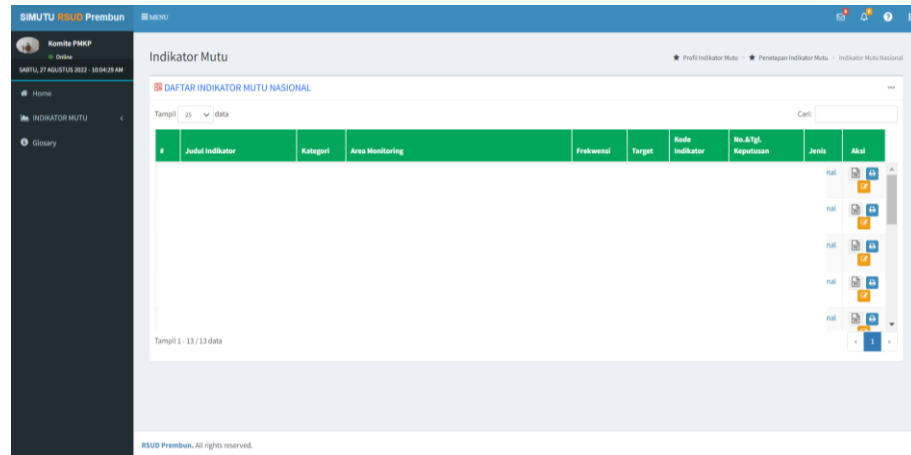 SIMUTU RSUD Prembun
MENU
Komite PMKP
Online
SABTU, 27 AGUSTUS 2022 - 10:04:29 AM
Home
INDIKATOR MUTU
Glosary
Indikator Mutu
Profil Indikator Mutu > Penetapan Indikator Mutu > Indikator Mutu Nasional
DAFTAR INDIKATOR MUTU NASIONAL
Tampil 25 data
Cari:
# Judul Indikator Kategori Area Monitoring Frekwensi Target Kode Indikator No.&Tgl. Keputusan Jenis Aksi
nal
nal
nal
nal
nal
Tampil 1 - 13 / 13 data
1
RSUD Prembun. All rights reserved.